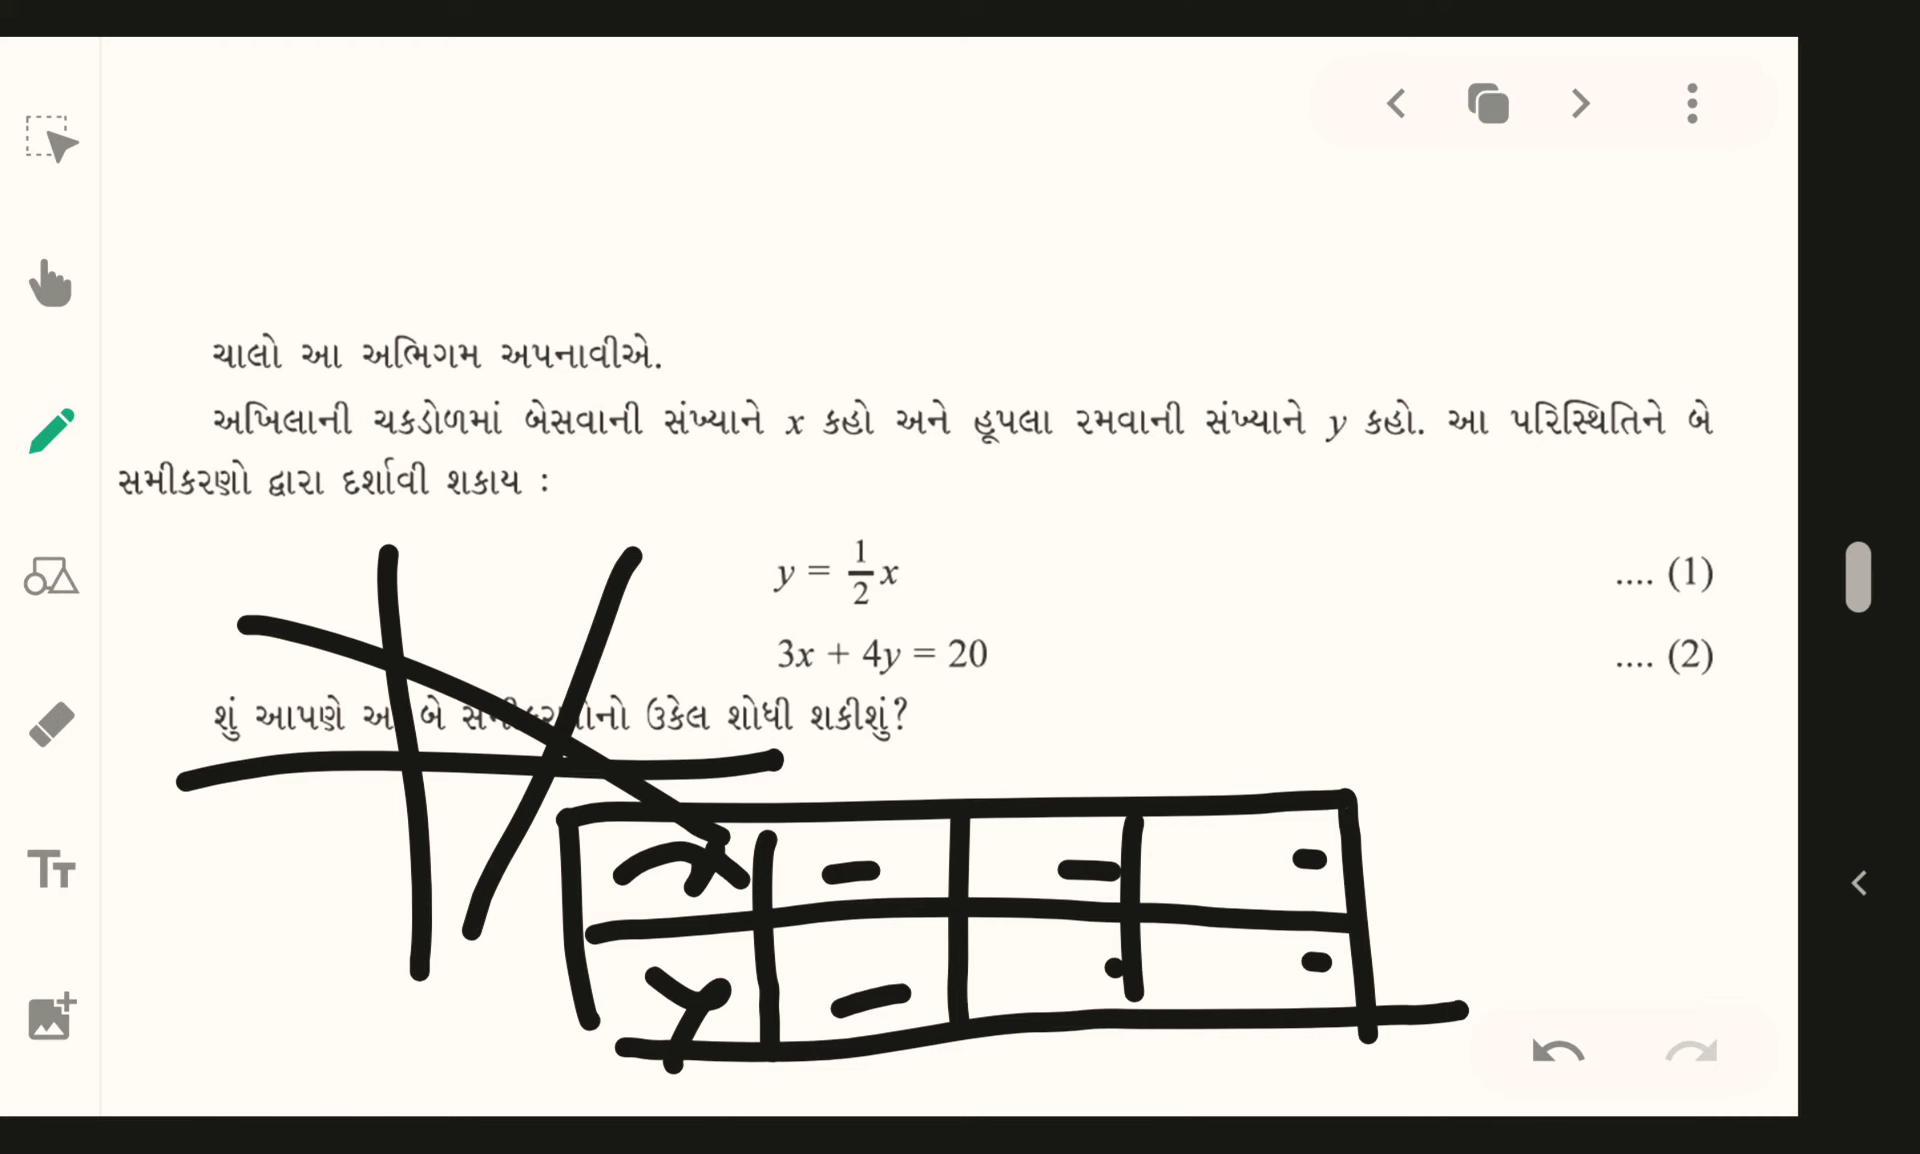 ચાલો આ અભિગમ અપનાવીએ.
અખિલાની ચકડોળમાં બેસવાની સંખ્યાને x કહો અને હૂપલા રમવાની સંખ્યાને y કહો. આ પરિસ્થિતિને બે
સમીકરણો દ્વારા દર્શાવી શકાય :
y = 1/2 x .... (1)
3x + 4y = 20 .... (2)
શું આપણે આ બે સમીકરણોનો ઉકેલ શોધી શકીશું?
x - - -
y - . -
TT